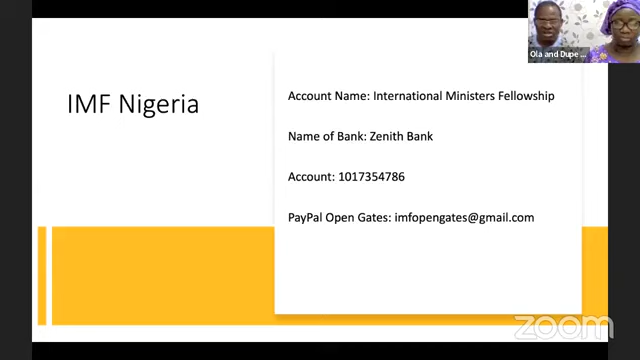 Ola and Dupe ...
IMF Nigeria
Account Name: International Ministers Fellowship
Name of Bank: Zenith Bank
Account: 1017354786
PayPal Open Gates: imfopengates@gmail.com
zoom